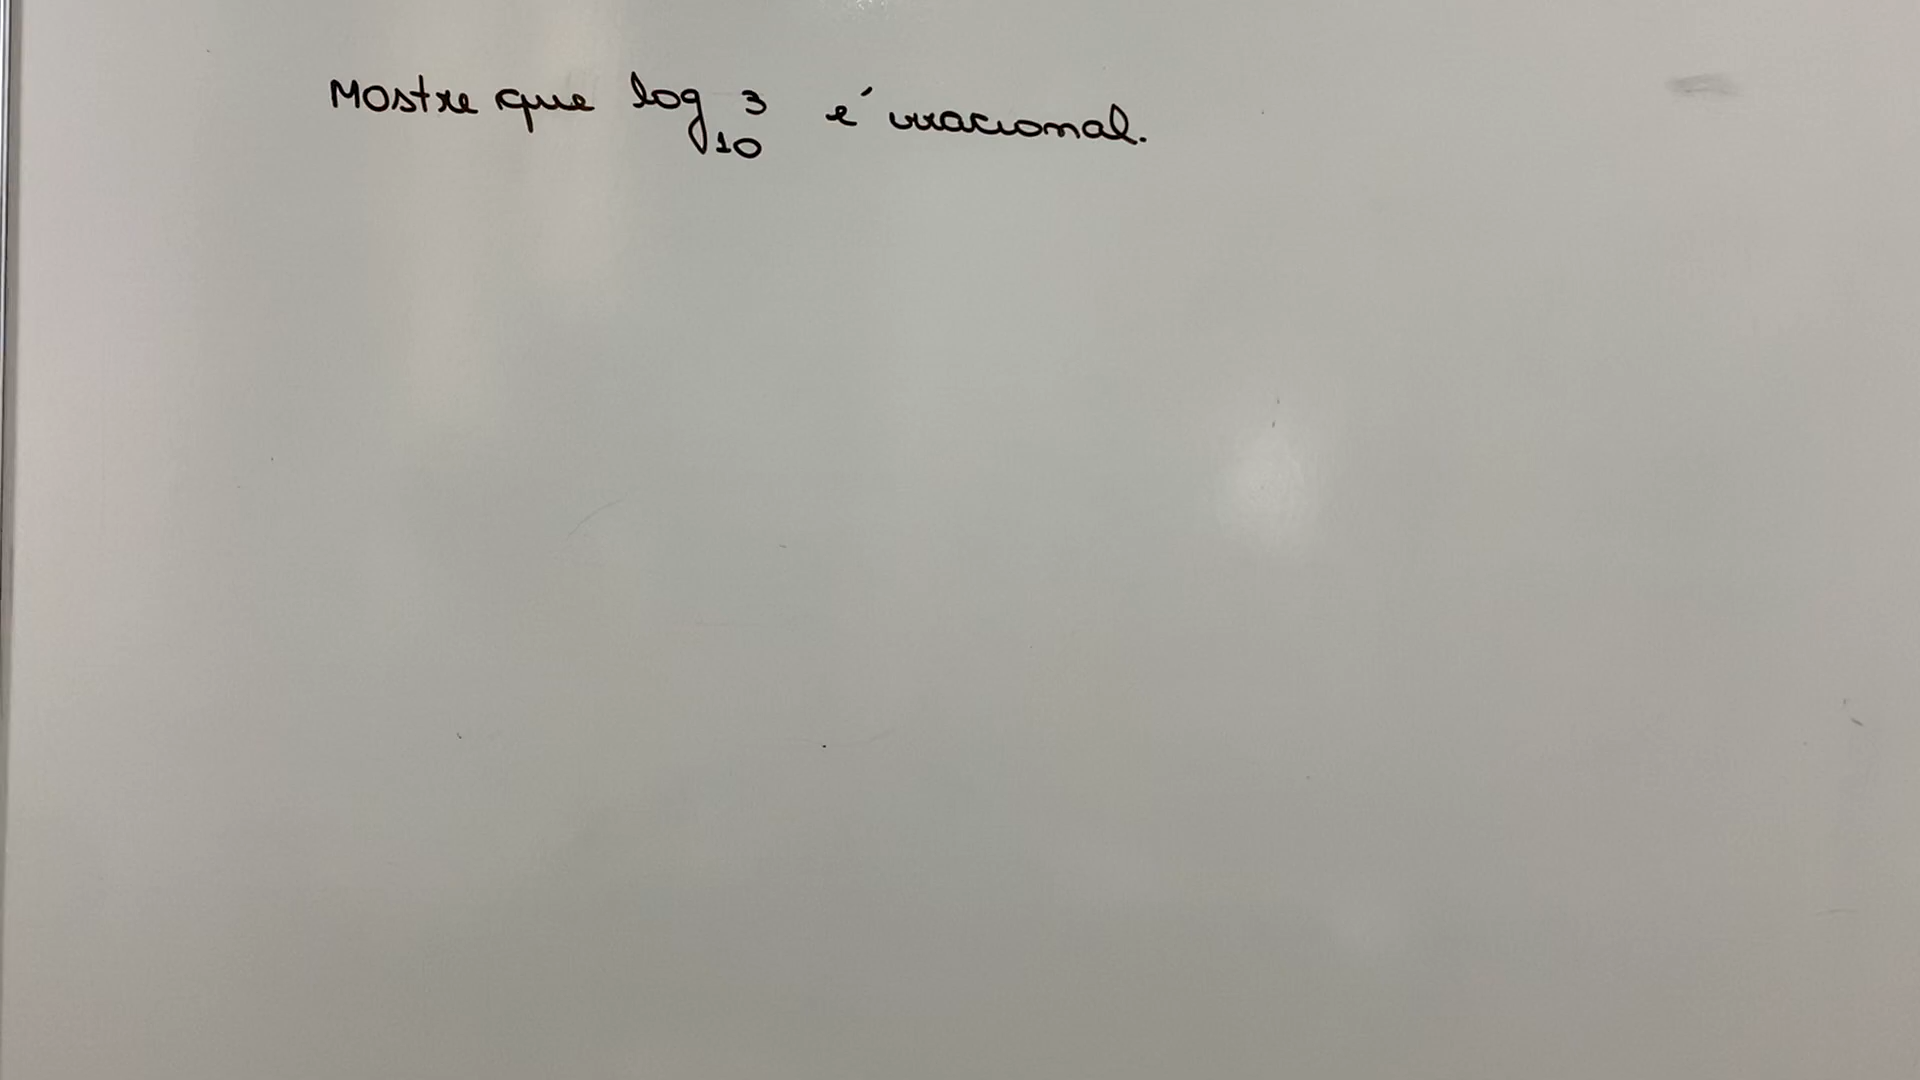 Mostre que log₁₀ 3 é irracional.